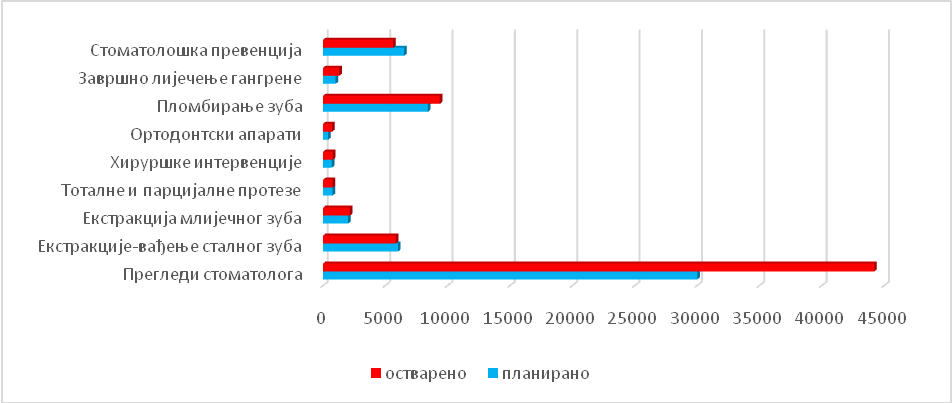 Стоматолошка превенција
Завршно лијечење гангрене
Пломбирање зуба
Ортодонтски апарати
Хируршке интервенције
Тоталне и парцијалне протезе
Екстракција млијечног зуба
Екстракције-вађење сталног зуба
Прегледи стоматолога
0 5000 10000 15000 20000 25000 30000 35000 40000 45000
остварено планирано